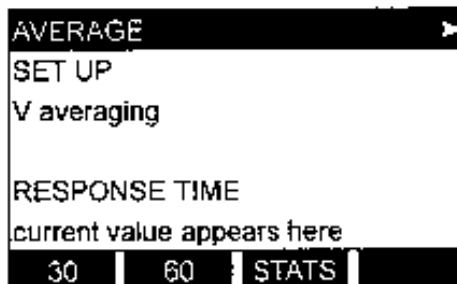 AVERAGE
SET UP
V averaging
RESPONSE TIME
current value appears here
30 60 STATS